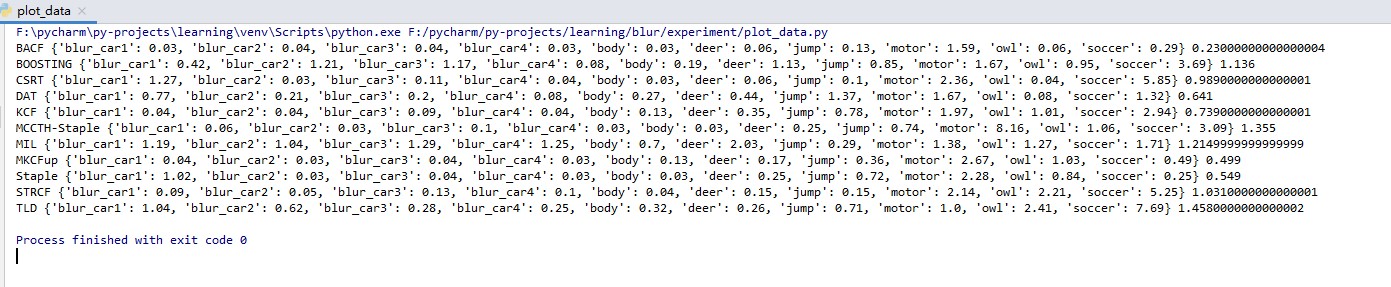 plot_data
F:\pycharm\py-projects\learning\venv\Scripts\python.exe F:/pycharm/py-projects/learning/blur/experiment/plot_data.py
BACF {'blur_car1': 0.03, 'blur_car2': 0.04, 'blur_car3': 0.04, 'blur_car4': 0.03, 'body': 0.03, 'deer': 0.06, 'jump': 0.13, 'motor': 1.59, 'owl': 0.06, 'soccer': 0.29} 0.23000000000000004
BOOSTING {'blur_car1': 0.42, 'blur_car2': 1.21, 'blur_car3': 1.17, 'blur_car4': 0.08, 'body': 0.19, 'deer': 1.13, 'jump': 0.85, 'motor': 1.67, 'owl': 0.95, 'soccer': 3.69} 1.136
CSRT {'blur_car1': 1.27, 'blur_car2': 0.03, 'blur_car3': 0.11, 'blur_car4': 0.04, 'body': 0.03, 'deer': 0.06, 'jump': 0.1, 'motor': 2.36, 'owl': 0.04, 'soccer': 5.85} 0.9890000000000001
DAT {'blur_car1': 0.77, 'blur_car2': 0.21, 'blur_car3': 0.2, 'blur_car4': 0.08, 'body': 0.27, 'deer': 0.44, 'jump': 1.37, 'motor': 1.67, 'owl': 0.08, 'soccer': 1.32} 0.641
KCF {'blur_car1': 0.04, 'blur_car2': 0.04, 'blur_car3': 0.09, 'blur_car4': 0.04, 'body': 0.13, 'deer': 0.35, 'jump': 0.78, 'motor': 1.97, 'owl': 1.01, 'soccer': 2.94} 0.7390000000000001
MCCTH-Staple {'blur_car1': 0.06, 'blur_car2': 0.03, 'blur_car3': 0.1, 'blur_car4': 0.03, 'body': 0.03, 'deer': 0.25, 'jump': 0.74, 'motor': 8.16, 'owl': 1.06, 'soccer': 3.09} 1.355
MIL {'blur_car1': 1.19, 'blur_car2': 1.04, 'blur_car3': 1.29, 'blur_car4': 1.25, 'body': 0.7, 'deer': 2.03, 'jump': 0.29, 'motor': 1.38, 'owl': 1.27, 'soccer': 1.71} 1.2149999999999999
MKCFup {'blur_car1': 0.04, 'blur_car2': 0.03, 'blur_car3': 0.04, 'blur_car4': 0.03, 'body': 0.13, 'deer': 0.17, 'jump': 0.36, 'motor': 2.67, 'owl': 1.03, 'soccer': 0.49} 0.499
Staple {'blur_car1': 1.02, 'blur_car2': 0.03, 'blur_car3': 0.04, 'blur_car4': 0.03, 'body': 0.03, 'deer': 0.25, 'jump': 0.72, 'motor': 2.28, 'owl': 0.84, 'soccer': 0.25} 0.549
STRCF {'blur_car1': 0.09, 'blur_car2': 0.05, 'blur_car3': 0.13, 'blur_car4': 0.1, 'body': 0.04, 'deer': 0.15, 'jump': 0.15, 'motor': 2.14, 'owl': 2.21, 'soccer': 5.25} 1.0310000000000001
TLD {'blur_car1': 1.04, 'blur_car2': 0.62, 'blur_car3': 0.28, 'blur_car4': 0.25, 'body': 0.32, 'deer': 0.26, 'jump': 0.71, 'motor': 1.0, 'owl': 2.41, 'soccer': 7.69} 1.4580000000000002
Process finished with exit code 0